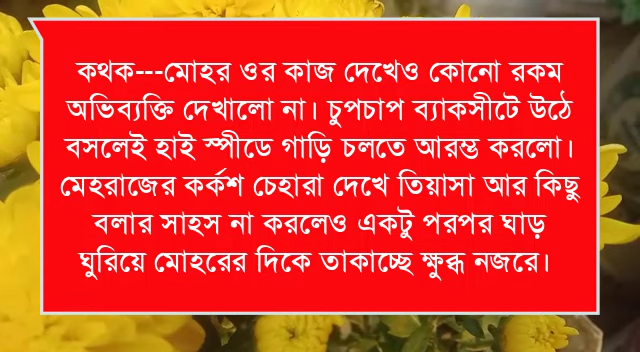 কথক---মোহর ওর কাজ দেখেও কোনো রকম
অভিব্যক্তি দেখালো না। চুপচাপ ব্যাকসীটে উঠে
বসলেই হাই স্পীডে গাড়ি চলতে আরম্ভ করলো।
মেহরাজের কর্কশ চেহারা দেখে তিয়াসা আর কিছু
বলার সাহস না করলেও একটু পরপর ঘাড়
ঘুরিয়ে মোহরের দিকে তাকাচ্ছে ক্ষুব্ধ নজরে।